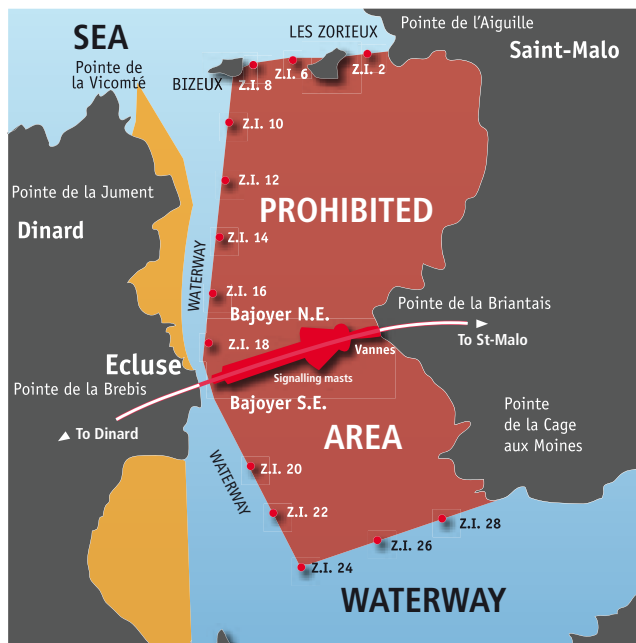 SEA
LES ZORIEUX
Pointe de l'Aiguille
Saint-Malo
Pointe de
la Vicomté
BIZEUX
Z.I. 8
Z.I. 6
Z.I. 2
Z.I. 10
Z.I. 12
Pointe de la Jument
PROHIBITED
Dinard
Z.I. 14
WATERWAY
Z.I. 16
Bajoyer N.E.
Pointe de la Briantais
Z.I. 18
Vannes
To St-Malo
Ecluse
Signalling masts
Pointe de la Brebis
Bajoyer S.E.
To Dinard
Pointe
de la Cage
aux Moines
AREA
WATERWAY
Z.I. 20
Z.I. 22
Z.I. 28
Z.I. 26
Z.I. 24
WATERWAY